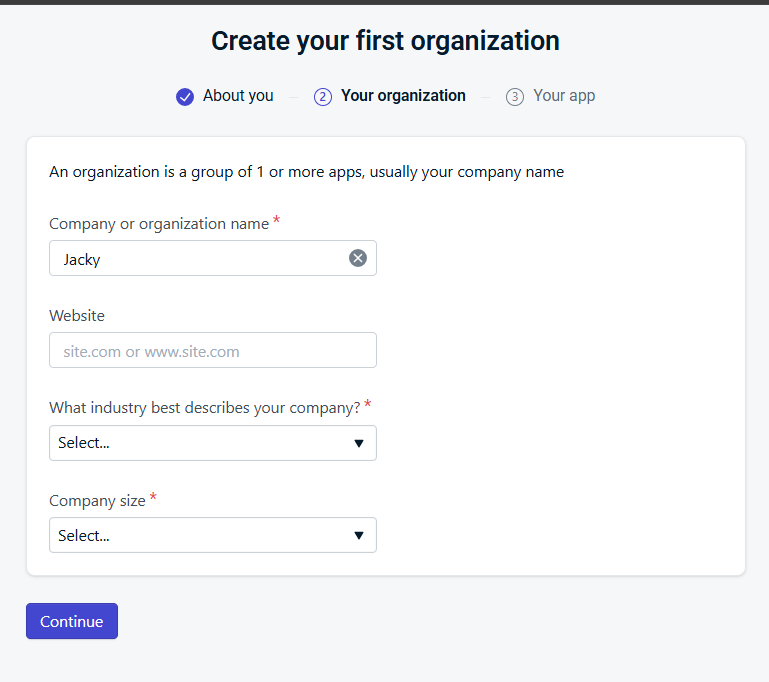 Create your first organization
About you
2 Your organization
3 Your app
An organization is a group of 1 or more apps, usually your company name
Company or organization name *
Jacky
Website
site.com or www.site.com
What industry best describes your company? *
Select...
Company size *
Select...
Continue